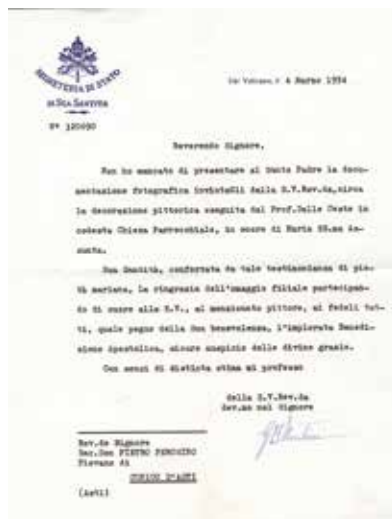 SEGRETERIA DI STATO
DI SUA SANTITÀ
N° 320090
Dal Vaticano, li 4 Marzo 1954
Reverendo Signore,
Non ho mancato di presentare al Santo Padre la docu-
mentazione fotografica inviataGli dalla S.V.Rev.da, circa
la decorazione pittorica eseguita dal Prof. Dalle Ceste in
codesta Chiesa Parrocchiale, in onore di Maria SS.ma As-
sunta.
Sua Santità, confortata da tale testimonianza di pie-
tà mariana, La ringrazia dell'omaggio filiale partecipan-
do di cuore alla S.V., al menzionato pittore, ai fedeli tut-
ti, quale pegno della Sua benevolenza, l'implorata Benedi-
zione Apostolica, sicuro auspicio delle divine grazie.
Con sensi di distinta stima mi professo
della S.V.Rev.da
dev.mo nel Signore
Rev.do Signore
Sac.Don PIETRO
Pievano di
D'ASTI
(Asti)